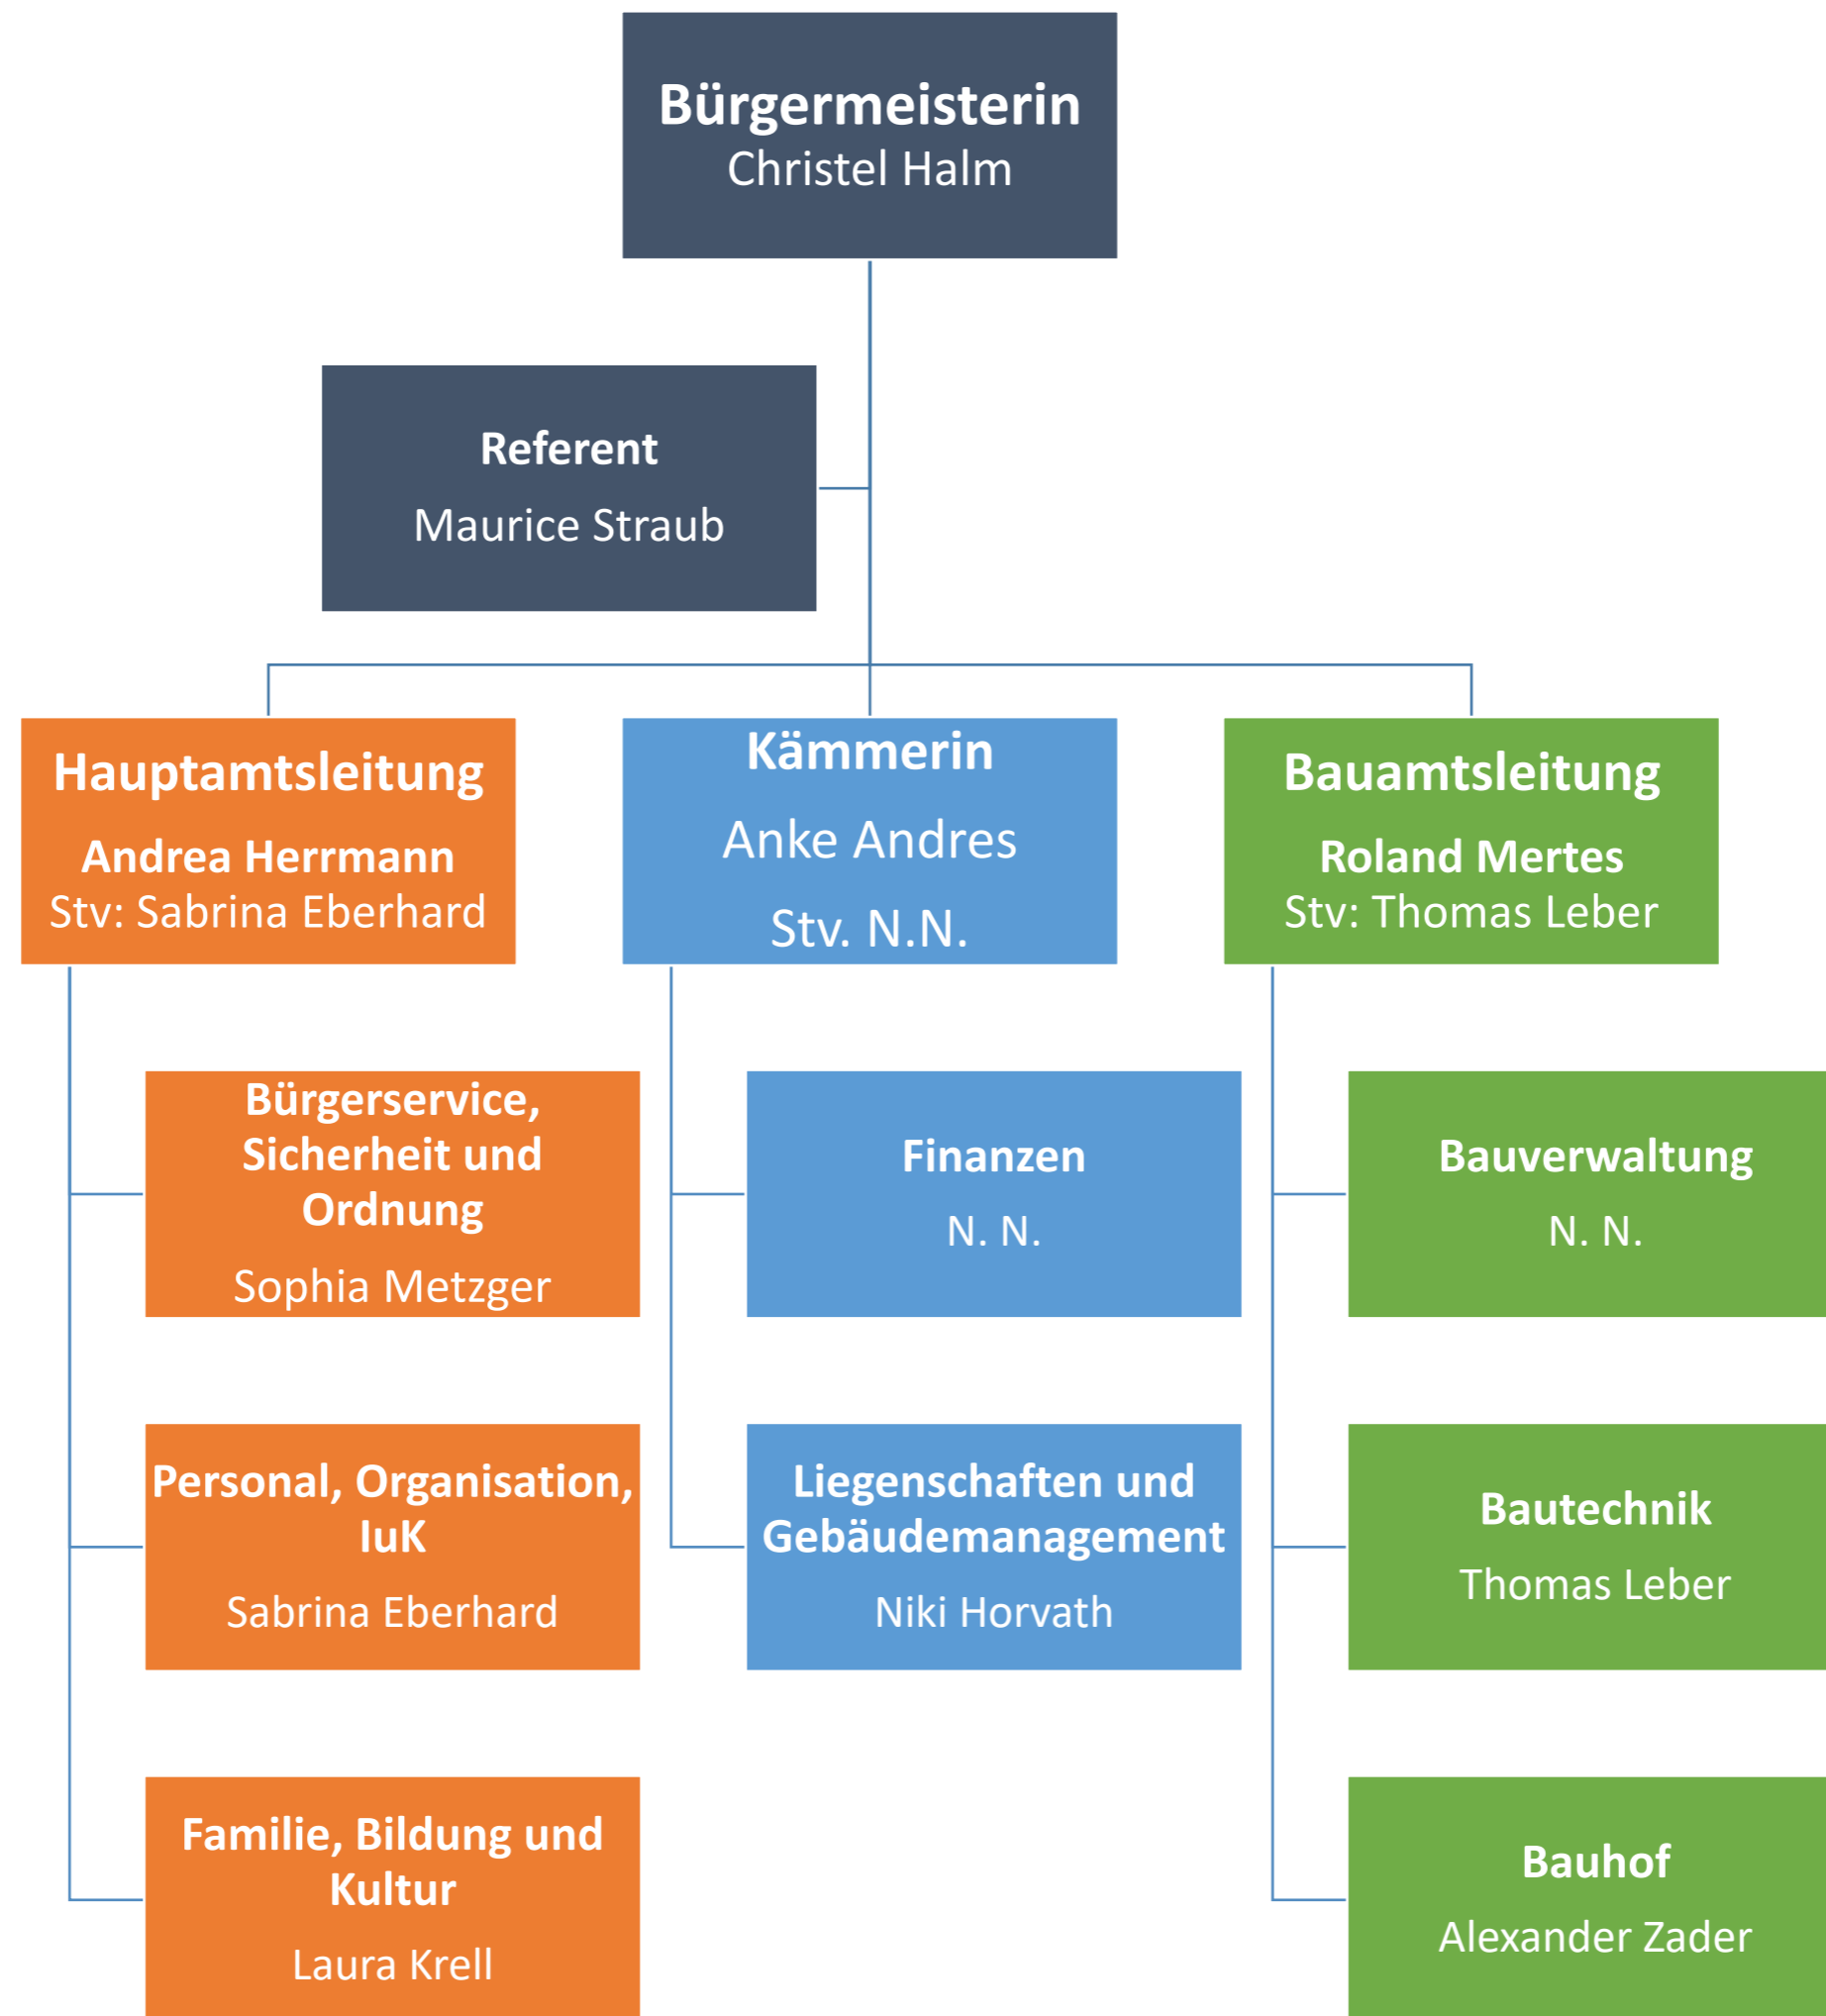 Bürgermeisterin
Christel Halm
Referent
Maurice Straub
Hauptamtsleitung
Andrea Herrmann
Stv: Sabrina Eberhard
Kämmerin
Anke Andres
Stv. N.N.
Bauamtsleitung
Roland Mertes
Stv: Thomas Leber
Bürgerservice,
Sicherheit und
Ordnung
Sophia Metzger
Finanzen
N. N.
Bauverwaltung
N. N.
Personal, Organisation,
IuK
Sabrina Eberhard
Liegenschaften und
Gebäudemanagement
Niki Horvath
Bautechnik
Thomas Leber
Familie, Bildung und
Kultur
Laura Krell
Bauhof
Alexander Zader